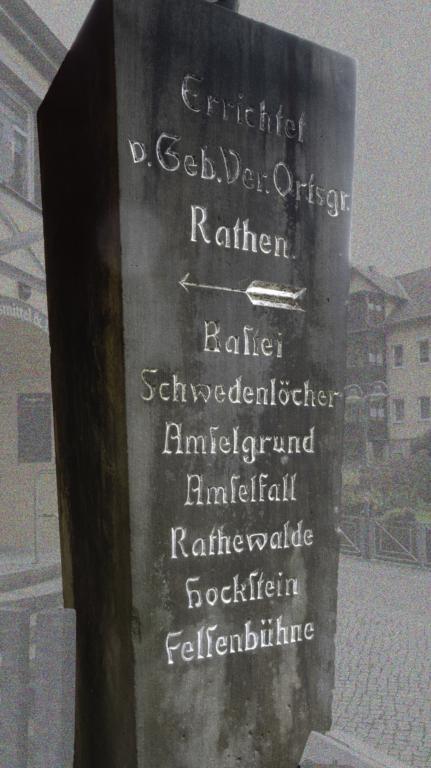 Errichtet
v. Geb. Ver. Ortsgr.
Rathen.
Baſtei
Schwedenlöcher
Amſelgrund
Amſelfall
Rathewalde
Hockſtein
Felſenbühne